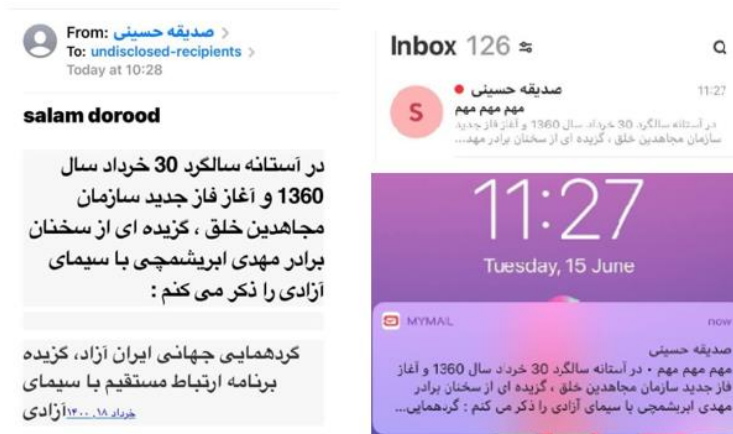 From: صدیقه حسینی >
To: undisclosed-recipients >
Today at 10:28
salam dorood
در آستانه سالگرد 30 خرداد سال
1360 و آغاز فاز جدید سازمان
مجاهدین خلق ، گزیده ای از سخنان
برادر مهدی ابریشمچی با سیمای
آزادی را ذکر می کنم :
گردهمایی جهانی ایران آزاد، گزیده
برنامه ارتباط مستقیم با سیمای
آزادی خرداد ۱۸, ۱۴۰۰
Inbox 126
S
صدیقه حسینی
11:27
مهم مهم مهم
در آستانه سالگرد 30 خرداد سال 1360 و آغاز فاز جدید
سازمان مجاهدین خلق ، گزیده ای از سخنان برادر مهد...
11:27
Tuesday, 15 June
MYMAIL
now
صدیقه حسینی
مهم مهم مهم • در آستانه سالگرد 30 خرداد سال 1360 و آغاز
فاز جدید سازمان مجاهدین خلق ، گزیده ای از سخنان برادر
مهدی ابریشمچی با سیمای آزادی را ذکر می کنم : گردهمایی...